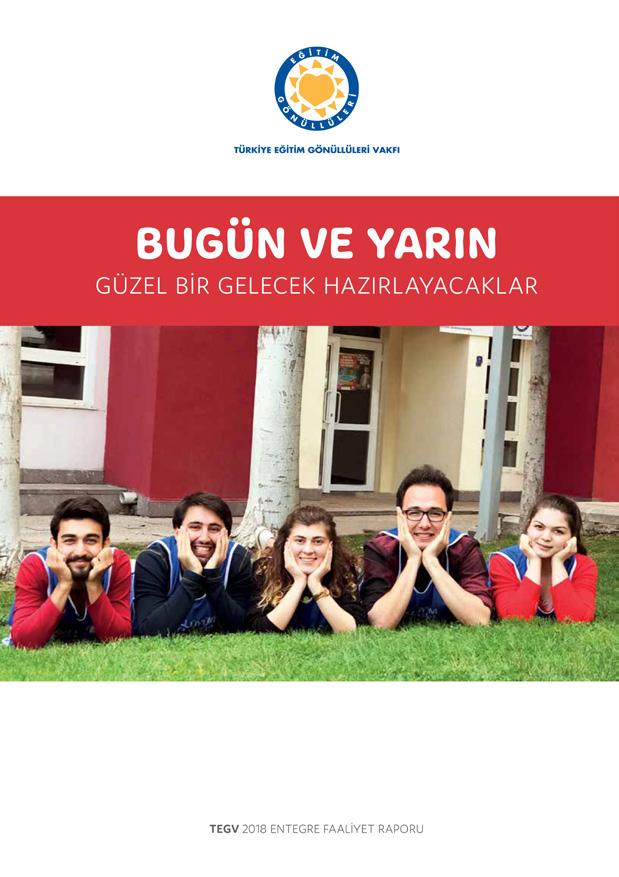 EĞİTİM
GÖNÜLLÜLERİ
TÜRKİYE EĞİTİM GÖNÜLLÜLERİ VAKFI
BUGÜN VE YARIN
GÜZEL BİR GELECEK HAZIRLAYACAKLAR
TEGV 2018 ENTEGRE FAALİYET RAPORU